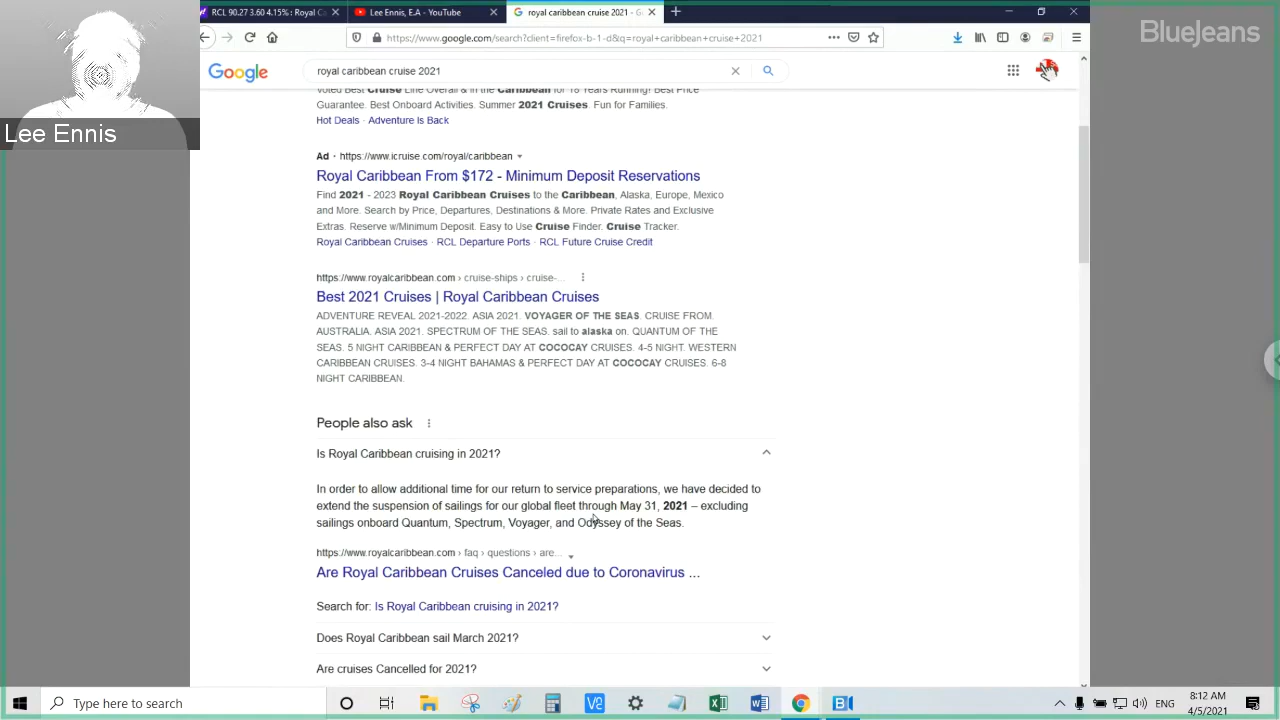 RCL 90.27 3.60 4.15% : Royal C
Lee Ennis, E.A - YouTube
royal caribbean cruise 2021 - G
BlueJeans
https://www.google.com/search?client=firefox-b-1-d&q=royal+caribbean+cruise+2021
Google
royal caribbean cruise 2021
Voted Best Cruise Line Overall & in the Caribbean for 18 Years Running! Best Price
Guarantee. Best Onboard Activities. Summer 2021 Cruises. Fun for Families.
Hot Deals · Adventure Is Back
Lee Ennis
Ad · https://www.icruise.com/royal/caribbean
Royal Caribbean From $172 - Minimum Deposit Reservations
Find 2021 - 2023 Royal Caribbean Cruises to the Caribbean, Alaska, Europe, Mexico
and More. Search by Price, Departures, Destinations & More. Private Rates and Exclusive
Extras. Reserve w/Minimum Deposit. Easy to Use Cruise Finder. Cruise Tracker.
Royal Caribbean Cruises · RCL Departure Ports · RCL Future Cruise Credit
https://www.royalcaribbean.com › cruise-ships › cruise-...
Best 2021 Cruises | Royal Caribbean Cruises
ADVENTURE REVEAL 2021-2022. ASIA 2021. VOYAGER OF THE SEAS. CRUISE FROM.
AUSTRALIA. ASIA 2021. SPECTRUM OF THE SEAS. sail to alaska on. QUANTUM OF THE
SEAS. 5 NIGHT CARIBBEAN & PERFECT DAY AT COCOCAY CRUISES. 4-5 NIGHT. WESTERN
CARIBBEAN CRUISES. 3-4 NIGHT BAHAMAS & PERFECT DAY AT COCOCAY CRUISES. 6-8
NIGHT CARIBBEAN.
People also ask
Is Royal Caribbean cruising in 2021?
In order to allow additional time for our return to service preparations, we have decided to
extend the suspension of sailings for our global fleet through May 31, 2021 – excluding
sailings onboard Quantum, Spectrum, Voyager, and Odyssey of the Seas.
https://www.royalcaribbean.com › faq › questions › are...
Are Royal Caribbean Cruises Canceled due to Coronavirus ...
Search for: Is Royal Caribbean cruising in 2021?
Does Royal Caribbean sail March 2021?
Are cruises Cancelled for 2021?
Type here to search
ENG
8:12 AM
4/5/2021